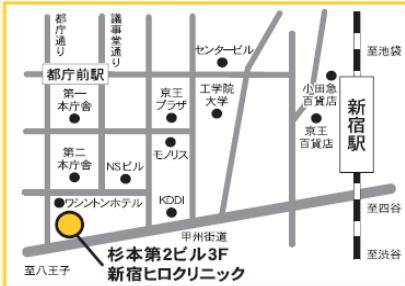 都庁通り
議事堂通り
センタービル
至池袋
都庁前駅
小田急
百貨店
第一
本庁舎
京王
プラザ
工学院
大学
新宿駅
京王
百貨店
モノリス
第二
本庁舎
NSビル
ワシントンホテル
KDDI
至四谷
甲州街道
杉本第2ビル3F
新宿ヒロクリニック
至八王子
至渋谷